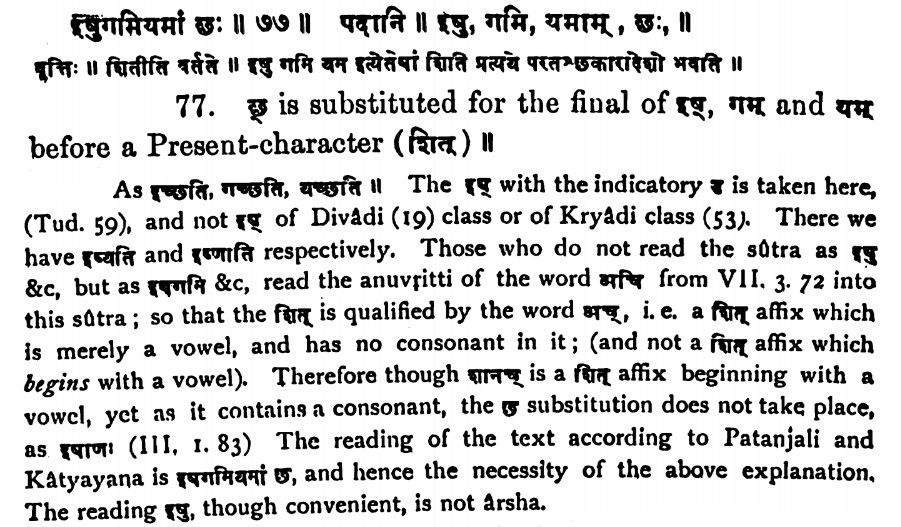 इषुगमियमां छः ॥ ७७ ॥ पदानि ॥ इषु, गमि, यमाम्, छः, ॥
वृत्तिः ॥ शितीति वर्त्तते ॥ इषु गमि यम इत्येतेषां शिति प्रत्यये परतश्छकारादेशो भवति ॥
77. छ् is substituted for the final of इष्, गम् and यम्
before a Present-character (शित्) ॥
As इच्छति, गच्छति, यच्छति ॥ The इष् with the indicatory उ is taken here,
(Tud. 59), and not इष् of Divâdi (19) class or of Kryâdi class (53). There we
have इष्यति and इष्णाति respectively. Those who do not read the sûtra as इषु
&c, but as इषगमि &c, read the anuvṛitti of the word अचि from VII. 3. 72 into
this sûtra; so that the शित् is qualified by the word अच्, i. e. a शित् affix which
is merely a vowel, and has no consonant in it; (and not a शित् affix which
begins with a vowel). Therefore though शानच् is a शित् affix beginning with a
vowel, yet as it contains a consonant, the छ substitution does not take place,
as इषाणः (III. 1. 83) The reading of the text according to Patanjali and
Kâtyayana is इषगमियमां छ, and hence the necessity of the above explanation.
The reading इषु, though convenient, is not ârsha.